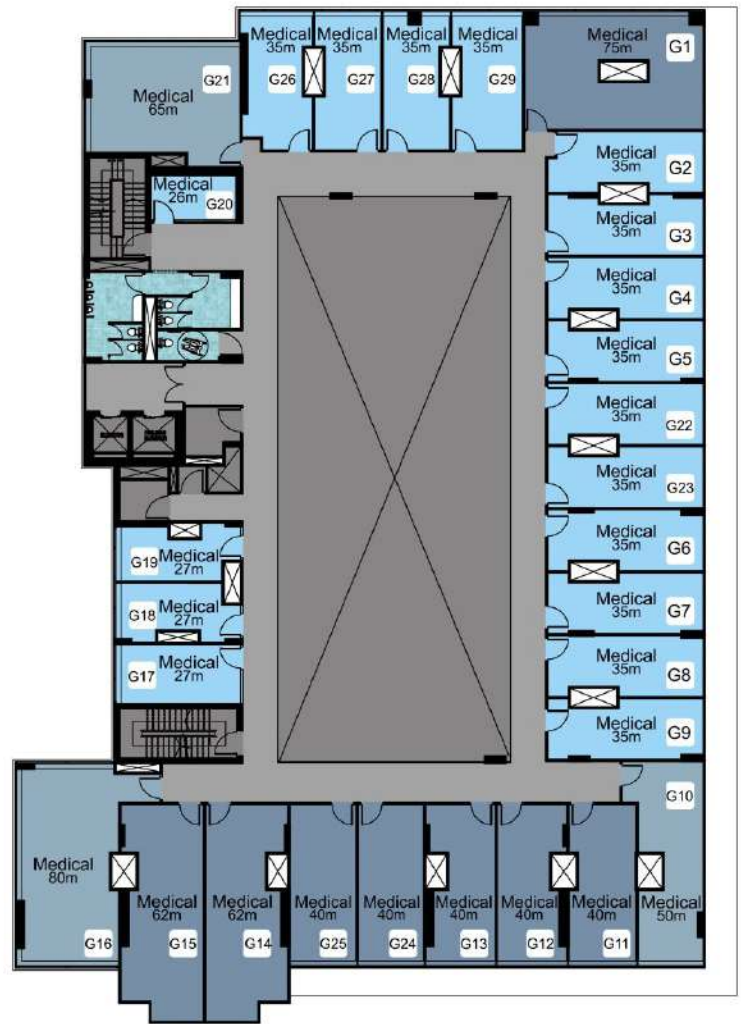 Medical
35m
G26
Medical
35m
G27
Medical
35m
G28
Medical
35m
G29
Medical
75m
G1
G21
Medical
65m
Medical
35m
G2
Medical
26m
G20
Medical
35m
G3
Medical
35m
G4
Medical
35m
G5
Medical
35m
G22
Medical
35m
G23
Medical
35m
G6
G19
Medical
27m
Medical
35m
G7
G18
Medical
27m
Medical
35m
G8
G17
Medical
27m
Medical
35m
G9
G10
Medical
50m
Medical
80m
G16
Medical
62m
G15
Medical
62m
G14
Medical
40m
G25
Medical
40m
G24
Medical
40m
G13
Medical
40m
G12
Medical
40m
G11